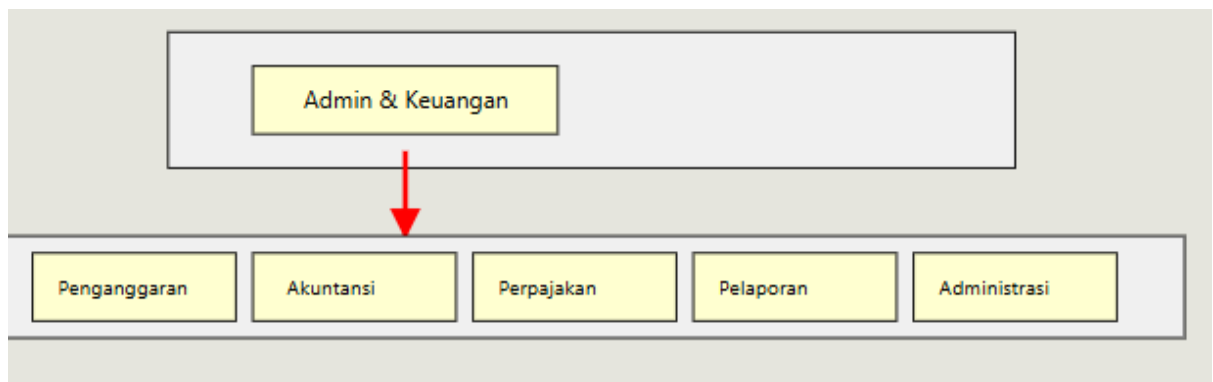 Admin & Keuangan
Penganggaran
Akuntansi
Perpajakan
Pelaporan
Administrasi